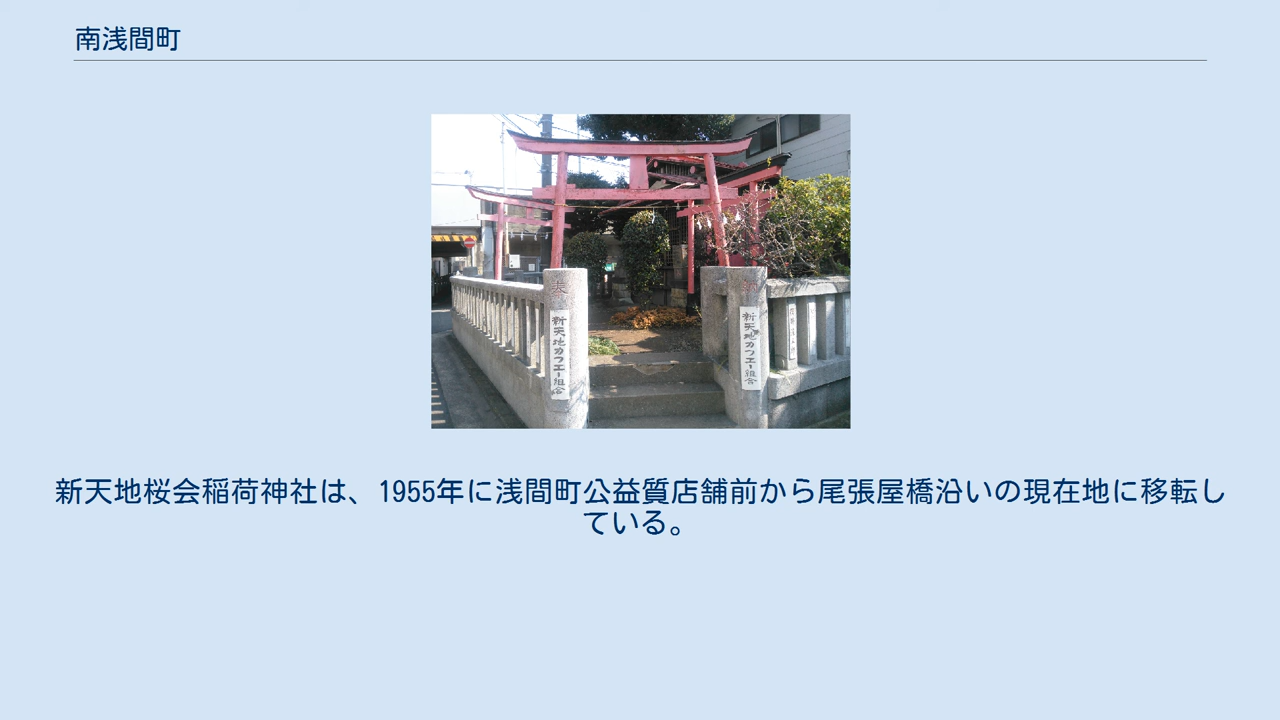 南浅間町
奉
納
新天地カフエー組合
新天地カフエー組合
新天地桜会稲荷神社は、1955年に浅間町公益質店舗前から尾張屋橋沿いの現在地に移転し
ている。